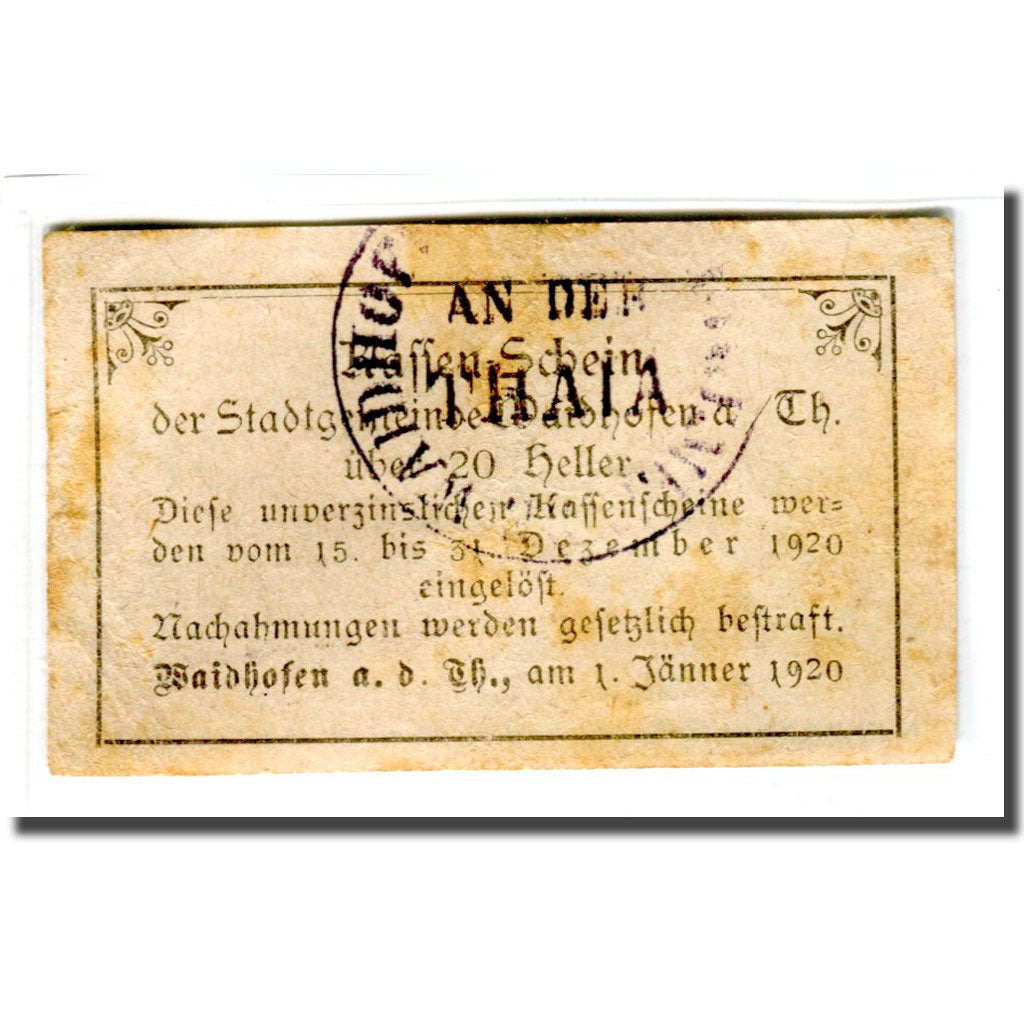 AN DER
Kassen-Schein
THAIA
der Stadtgemeinde Waidhofen a / Th.
über 20 Heller.
WAIDHOF
Diese unverzinslichen Kassenscheine wer=
den vom 15. bis 31. Dezember 1920
eingelöst.
Nachahmungen werden gesetzlich bestraft.
Waidhofen a. d. Th., am 1. Jänner 1920